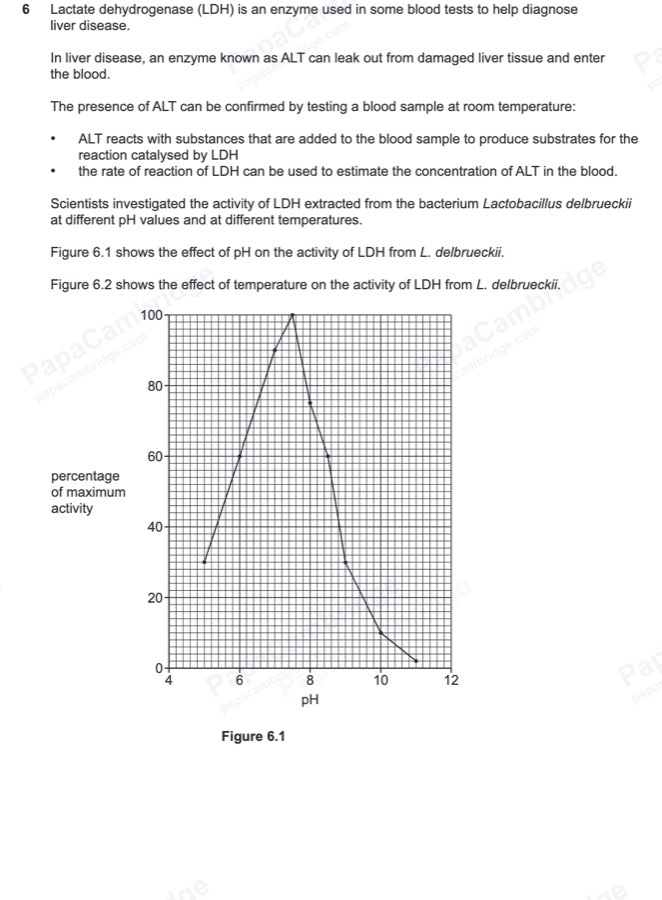 6 Lactate dehydrogenase (LDH) is an enzyme used in some blood tests to help diagnose
liver disease.
In liver disease, an enzyme known as ALT can leak out from damaged liver tissue and enter
the blood.
The presence of ALT can be confirmed by testing a blood sample at room temperature:
• ALT reacts with substances that are added to the blood sample to produce substrates for the
reaction catalysed by LDH
• the rate of reaction of LDH can be used to estimate the concentration of ALT in the blood.
Scientists investigated the activity of LDH extracted from the bacterium Lactobacillus delbrueckii
at different pH values and at different temperatures.
Figure 6.1 shows the effect of pH on the activity of LDH from L. delbrueckii.
Figure 6.2 shows the effect of temperature on the activity of LDH from L. delbrueckii.
PapaCambridge
papacambridge.com
100
80
60
percentage
of maximum
activity
40
20
0
4 6 8 10 12
pH
Figure 6.1